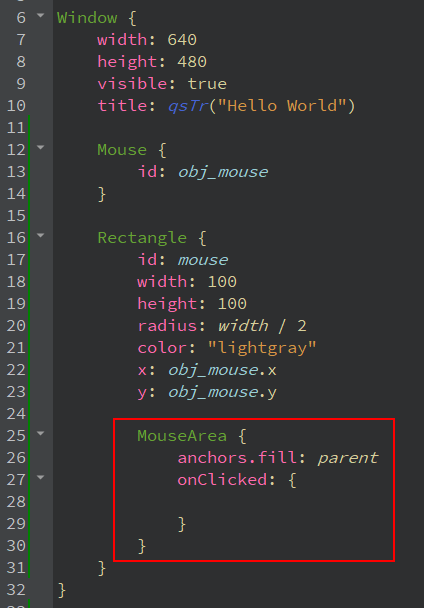 6 Window {
7     width: 640
8     height: 480
9     visible: true
10     title: qsTr("Hello World")
11
12     Mouse {
13         id: obj_mouse
14     }
15
16     Rectangle {
17         id: mouse
18         width: 100
19         height: 100
20         radius: width / 2
21         color: "lightgray"
22         x: obj_mouse.x
23         y: obj_mouse.y
24
25         MouseArea {
26             anchors.fill: parent
27             onClicked: {
28
29             }
30         }
31     }
32 }